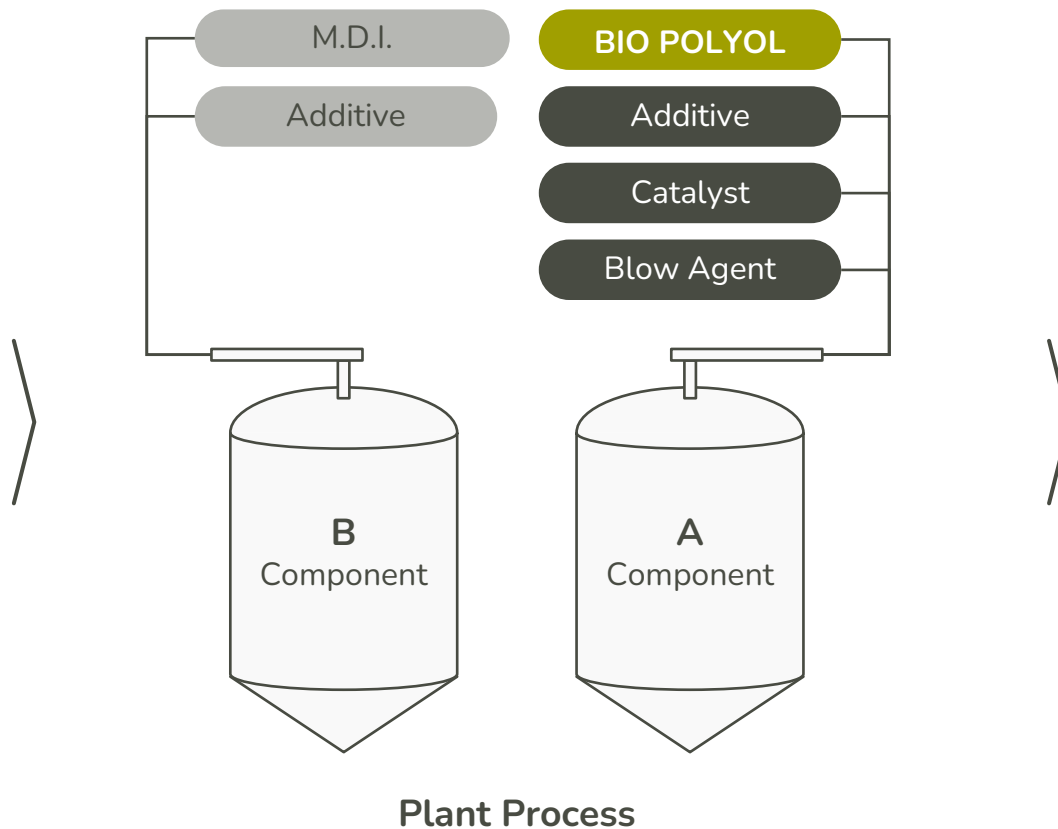 M.D.I.
Additive
BIO POLYOL
Additive
Catalyst
Blow Agent
B
Component
A
Component
Plant Process